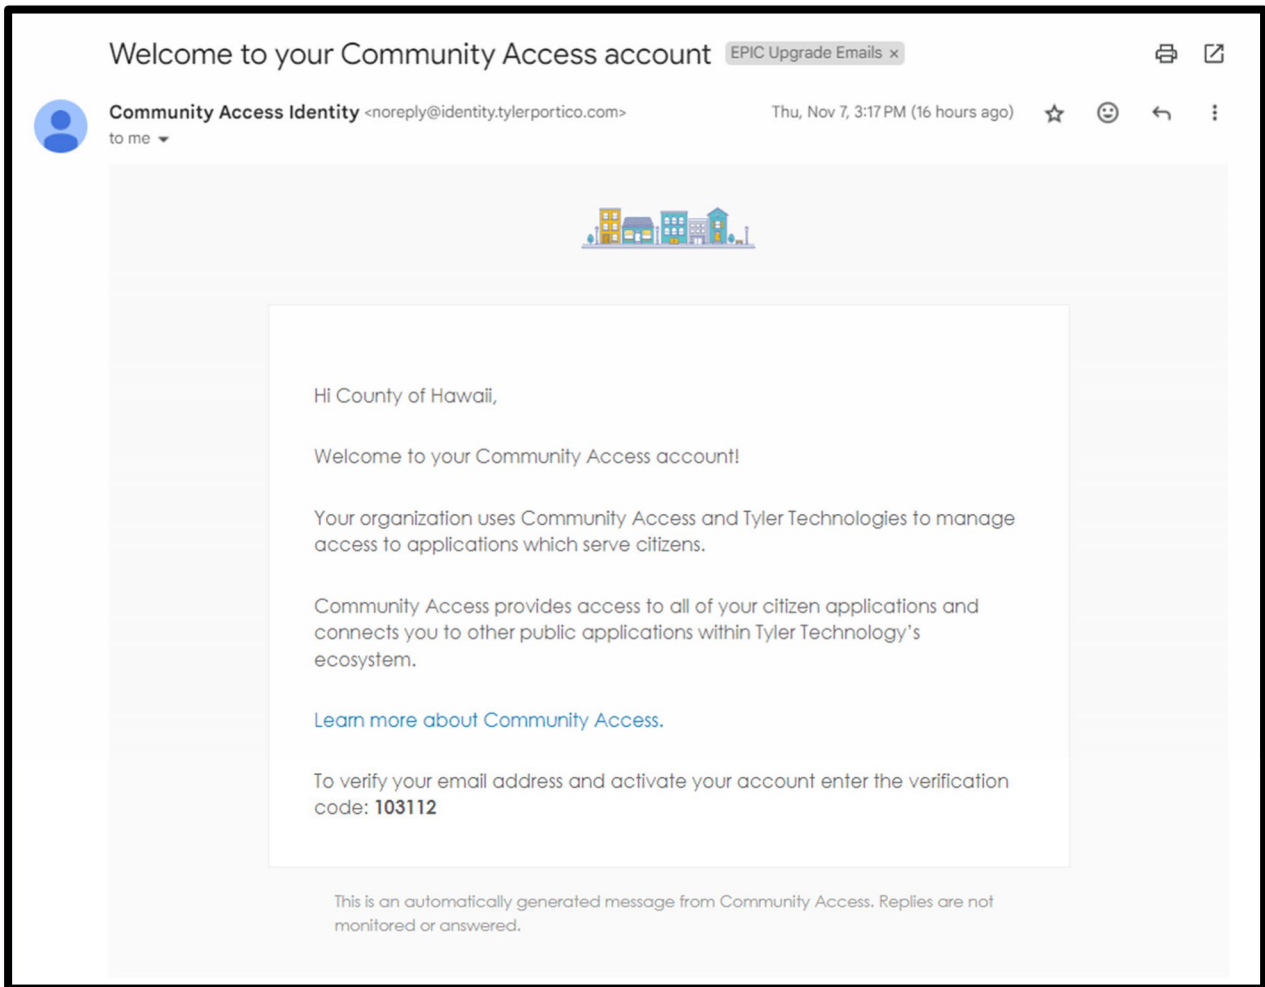 Welcome to your Community Access account EPIC Upgrade Emails ×
Community Access Identity <noreply@identity.tylerportico.com> Thu, Nov 7, 3:17 PM (16 hours ago)
to me
Hi County of Hawaii,
Welcome to your Community Access account!
Your organization uses Community Access and Tyler Technologies to manage
access to applications which serve citizens.
Community Access provides access to all of your citizen applications and
connects you to other public applications within Tyler Technology's
ecosystem.
Learn more about Community Access.
To verify your email address and activate your account enter the verification
code: 103112
This is an automatically generated message from Community Access. Replies are not
monitored or answered.